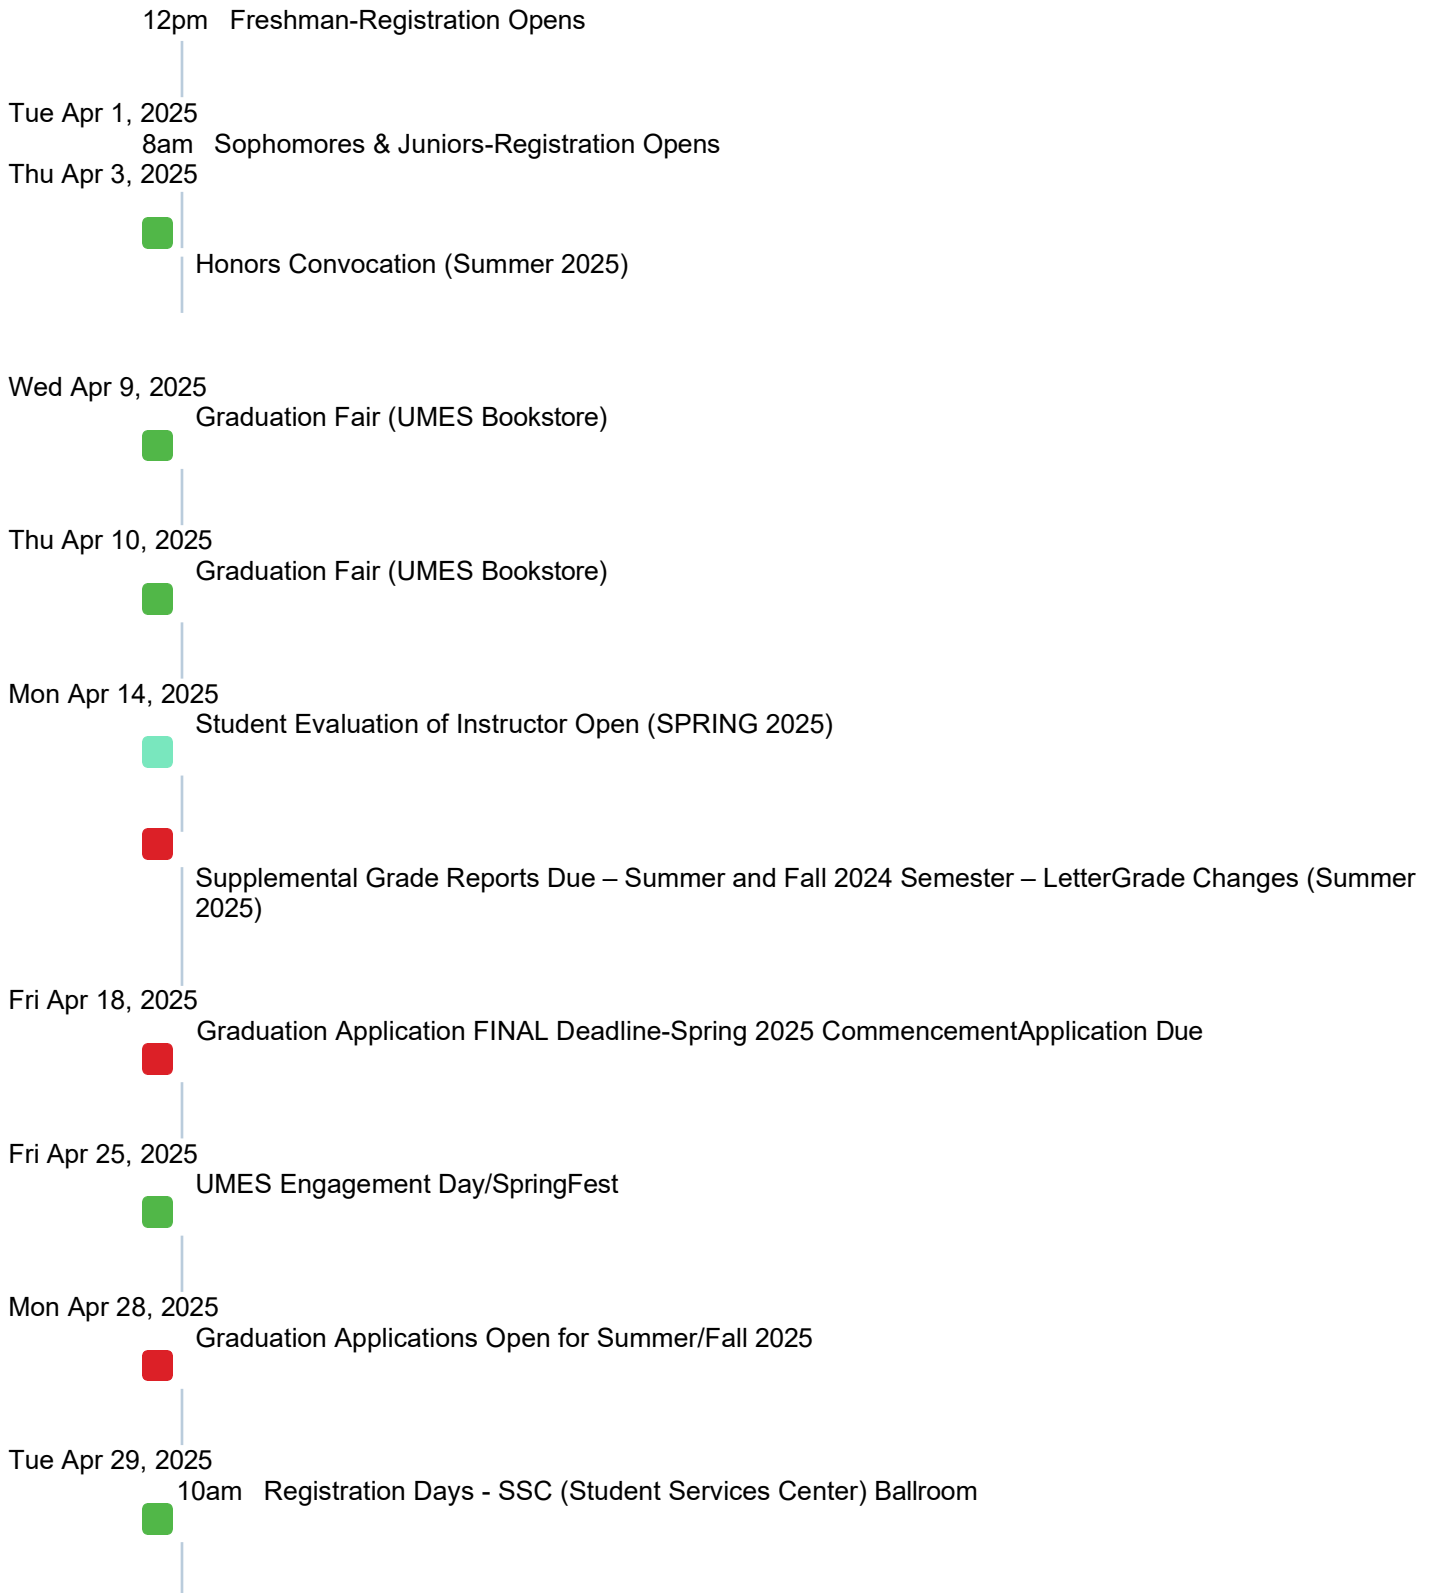 12pm Freshman-Registration Opens
Tue Apr 1, 2025
8am Sophomores & Juniors-Registration Opens
Thu Apr 3, 2025
Honors Convocation (Summer 2025)
Wed Apr 9, 2025
Graduation Fair (UMES Bookstore)
Thu Apr 10, 2025
Graduation Fair (UMES Bookstore)
Mon Apr 14, 2025
Student Evaluation of Instructor Open (SPRING 2025)
Supplemental Grade Reports Due – Summer and Fall 2024 Semester – LetterGrade Changes (Summer
2025)
Fri Apr 18, 2025
Graduation Application FINAL Deadline-Spring 2025 CommencementApplication Due
Fri Apr 25, 2025
UMES Engagement Day/SpringFest
Mon Apr 28, 2025
Graduation Applications Open for Summer/Fall 2025
Tue Apr 29, 2025
10am Registration Days - SSC (Student Services Center) Ballroom